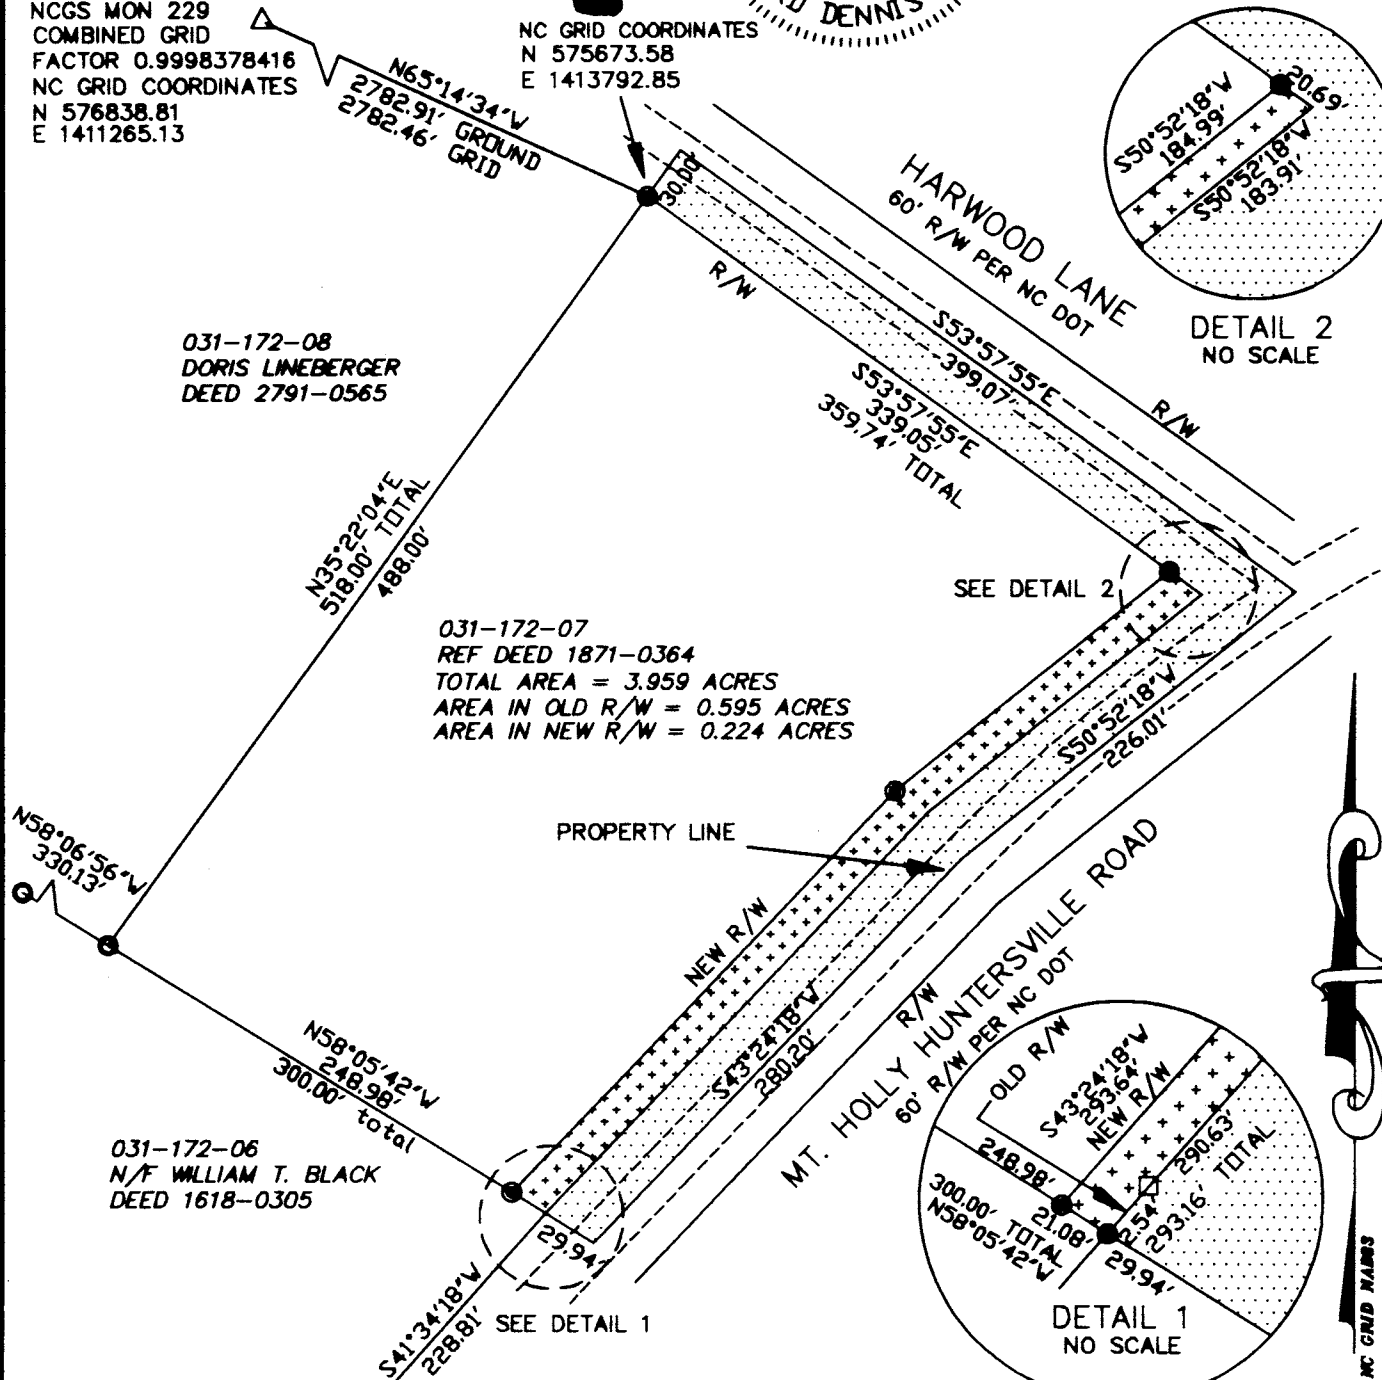 NCGS MON 229
COMBINED GRID
FACTOR 0.9998378416
NC GRID COORDINATES
N 576838.81
E 1411265.13
N65°14'34"W
2782.91' GROUND
2782.46' GRID
NC GRID COORDINATES
N 575673.58
E 1413792.85
DENNIS
30.00'
R/W
HARWOOD LANE
60' R/W PER NC DOT
S53°57'55"E
399.07'
S53°57'55"E
339.05'
359.74' TOTAL
R/W
20.69'
S50°52'18"W
184.99'
S50°52'18"W
183.91'
DETAIL 2
NO SCALE
031-172-08
DORIS LINEBERGER
DEED 2791-0565
N35°22'04"E
518.00' TOTAL
488.00'
SEE DETAIL 2
031-172-07
REF DEED 1871-0364
TOTAL AREA = 3.959 ACRES
AREA IN OLD R/W = 0.595 ACRES
AREA IN NEW R/W = 0.224 ACRES
S50°52'18"W
226.01'
PROPERTY LINE
N58°06'56"W
330.13'
NEW R/W
S43°24'18"W
280.20'
R/W
MT. HOLLY HUNTERSVILLE ROAD
60' R/W PER NC DOT
N58°05'42"W
248.98'
300.00' total
031-172-06
N/F WILLIAM T. BLACK
DEED 1618-0305
29.94'
S41°34'18"W
228.81'
SEE DETAIL 1
OLD R/W
S43°24'18"W
293.64'
NEW R/W
248.98'
290.63'
300.00' TOTAL
N58°05'42"W
21.08'
2.54'
293.16' TOTAL
29.94'
DETAIL 1
NO SCALE
NC GRID NAD83